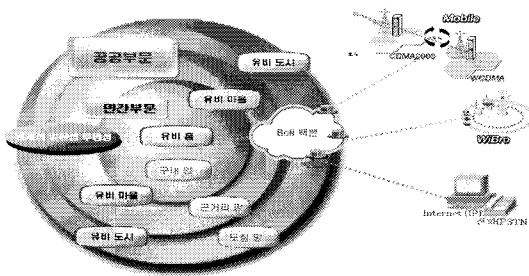 공공부문
민간부문
유비 도시
유비 마을
유비 홈
구내 망
유비 마을
근거리 망
유비 도시
도심 망
BcN 백본
Mobile
CDMA2000
WCDMA
WiBro
Internet (IP)
PSTN